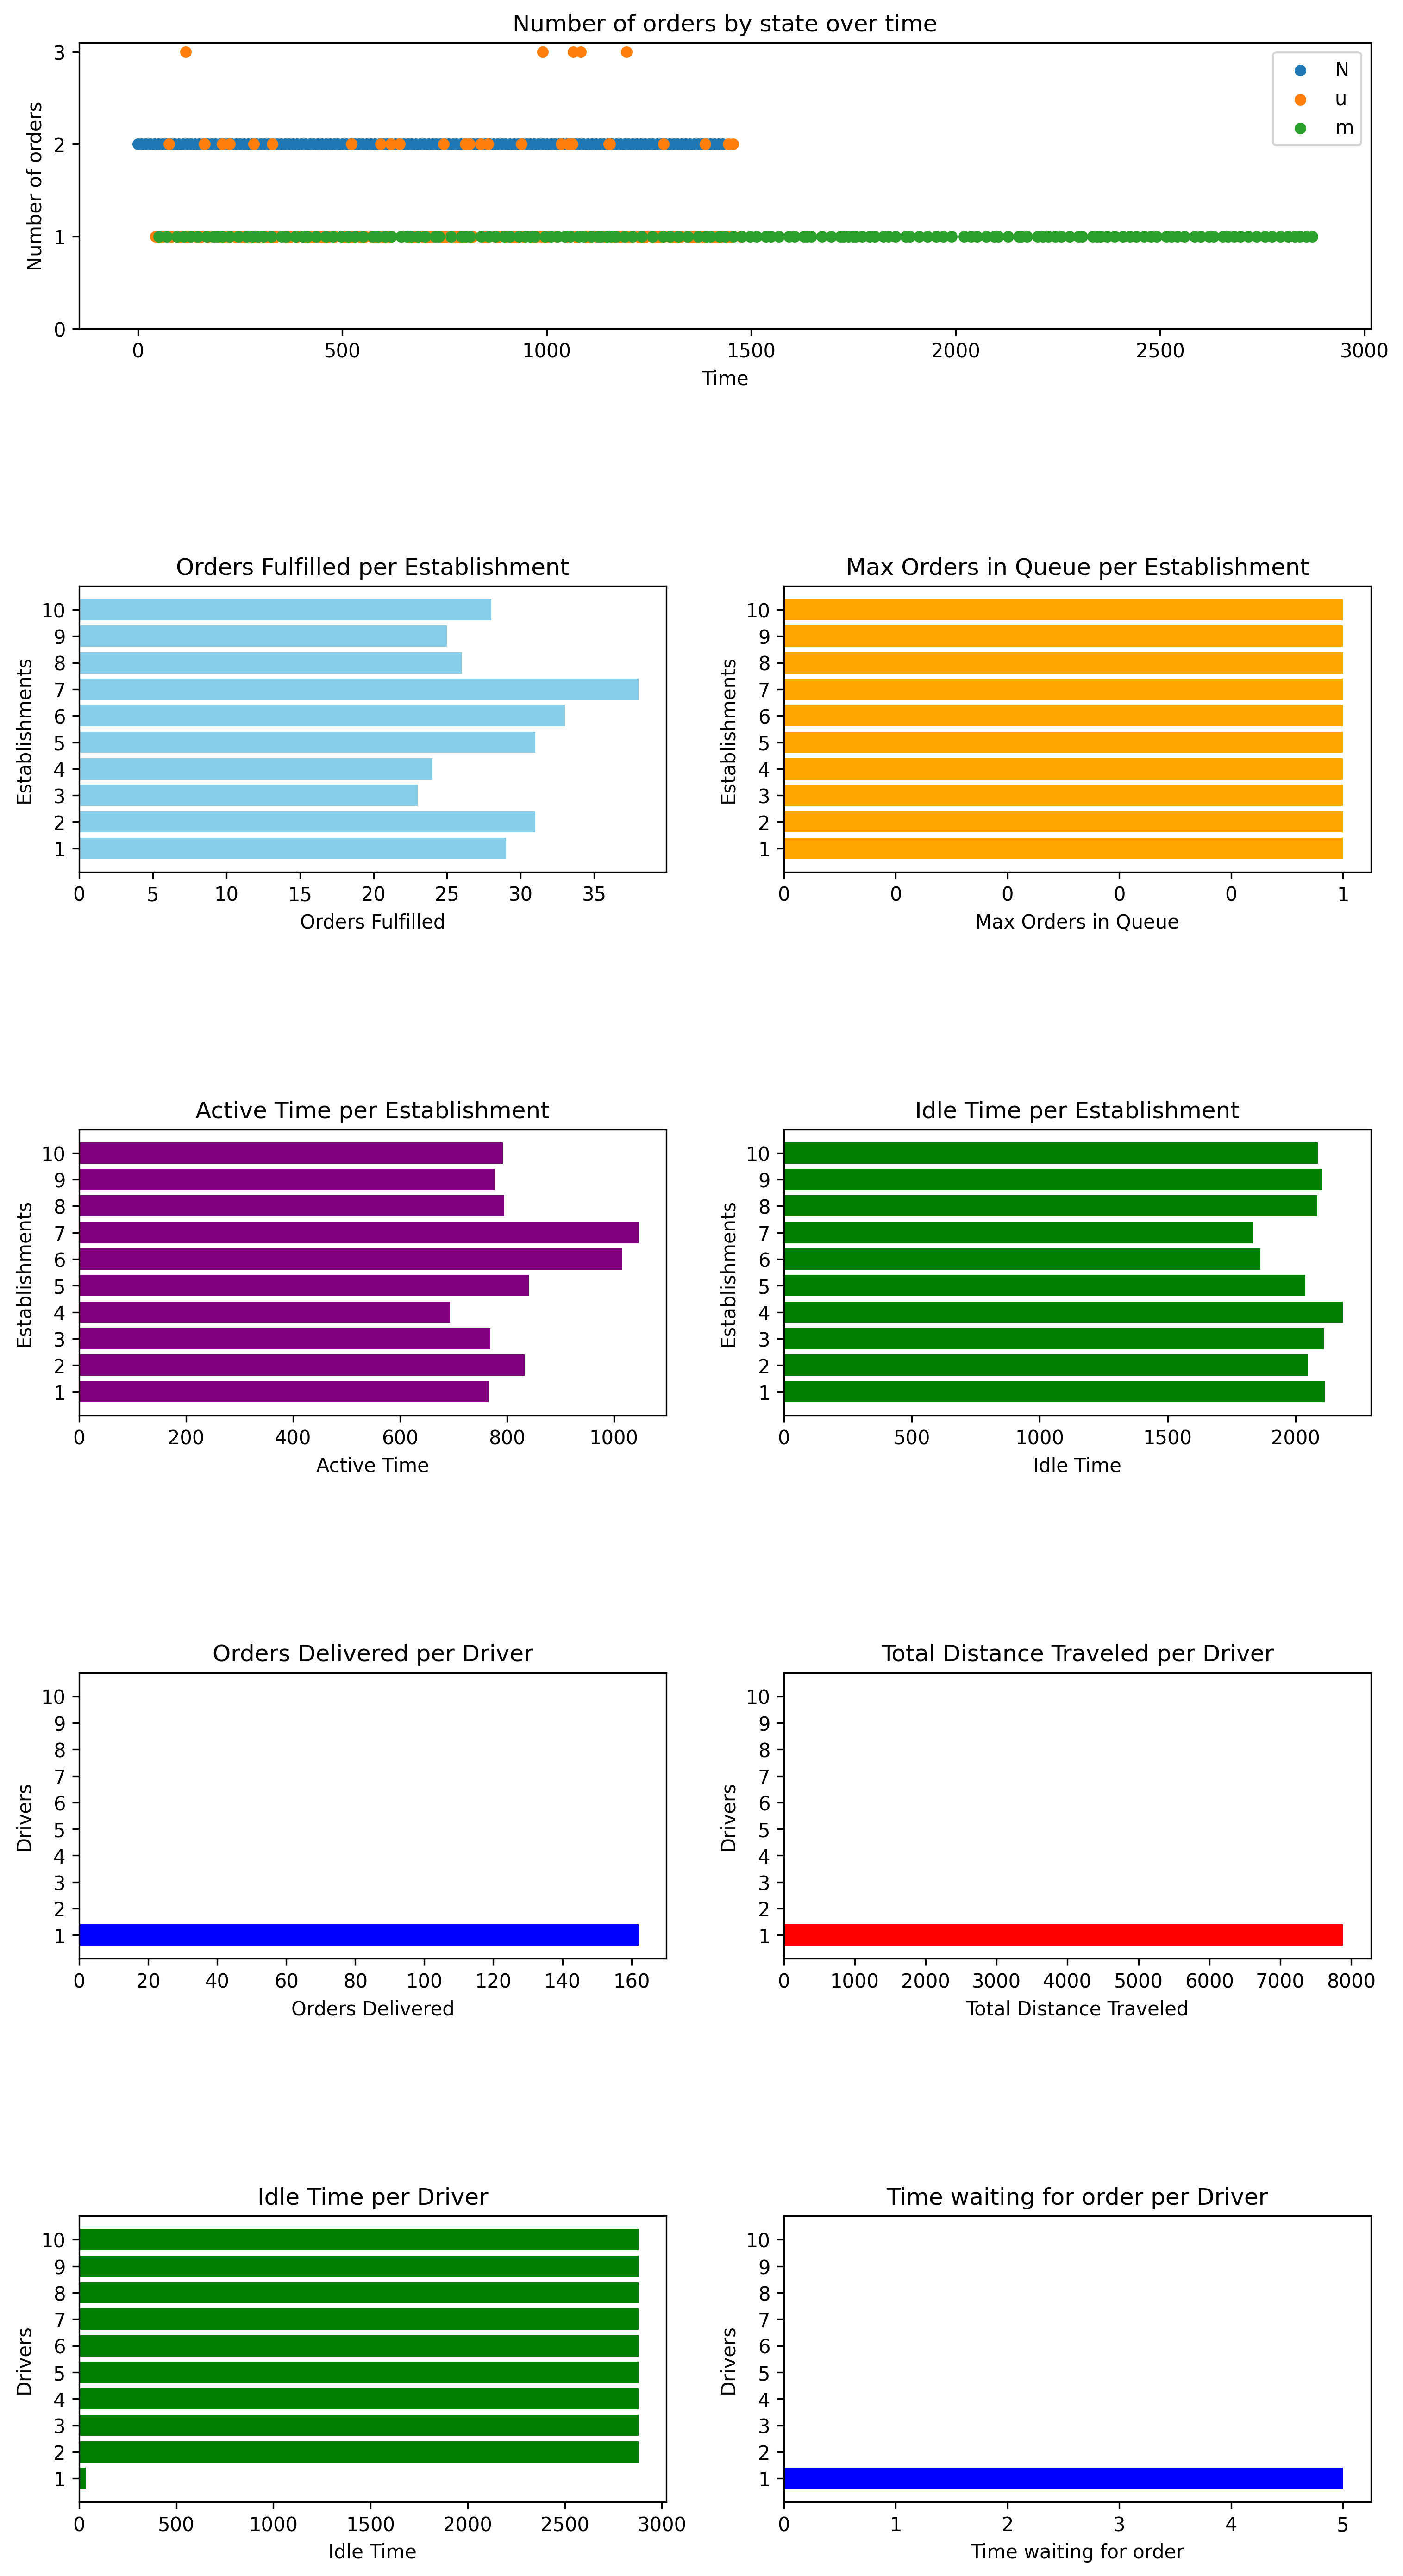 Number of orders by state over time
Number of orders
3
2
1
0
N
u
m
0 500 1000 1500 2000 2500 3000
Time
Orders Fulfilled per Establishment
Establishments
10
9
8
7
6
5
4
3
2
1
0 5 10 15 20 25 30 35
Orders Fulfilled
Max Orders in Queue per Establishment
Establishments
10
9
8
7
6
5
4
3
2
1
0 0 0 0 0 1
Max Orders in Queue
Active Time per Establishment
Establishments
10
9
8
7
6
5
4
3
2
1
0 200 400 600 800 1000
Active Time
Idle Time per Establishment
Establishments
10
9
8
7
6
5
4
3
2
1
0 500 1000 1500 2000
Idle Time
Orders Delivered per Driver
Drivers
10
9
8
7
6
5
4
3
2
1
0 20 40 60 80 100 120 140 160
Orders Delivered
Total Distance Traveled per Driver
Drivers
10
9
8
7
6
5
4
3
2
1
0 1000 2000 3000 4000 5000 6000 7000 8000
Total Distance Traveled
Idle Time per Driver
Drivers
10
9
8
7
6
5
4
3
2
1
0 500 1000 1500 2000 2500 3000
Idle Time
Time waiting for order per Driver
Drivers
10
9
8
7
6
5
4
3
2
1
0 1 2 3 4 5
Time waiting for order